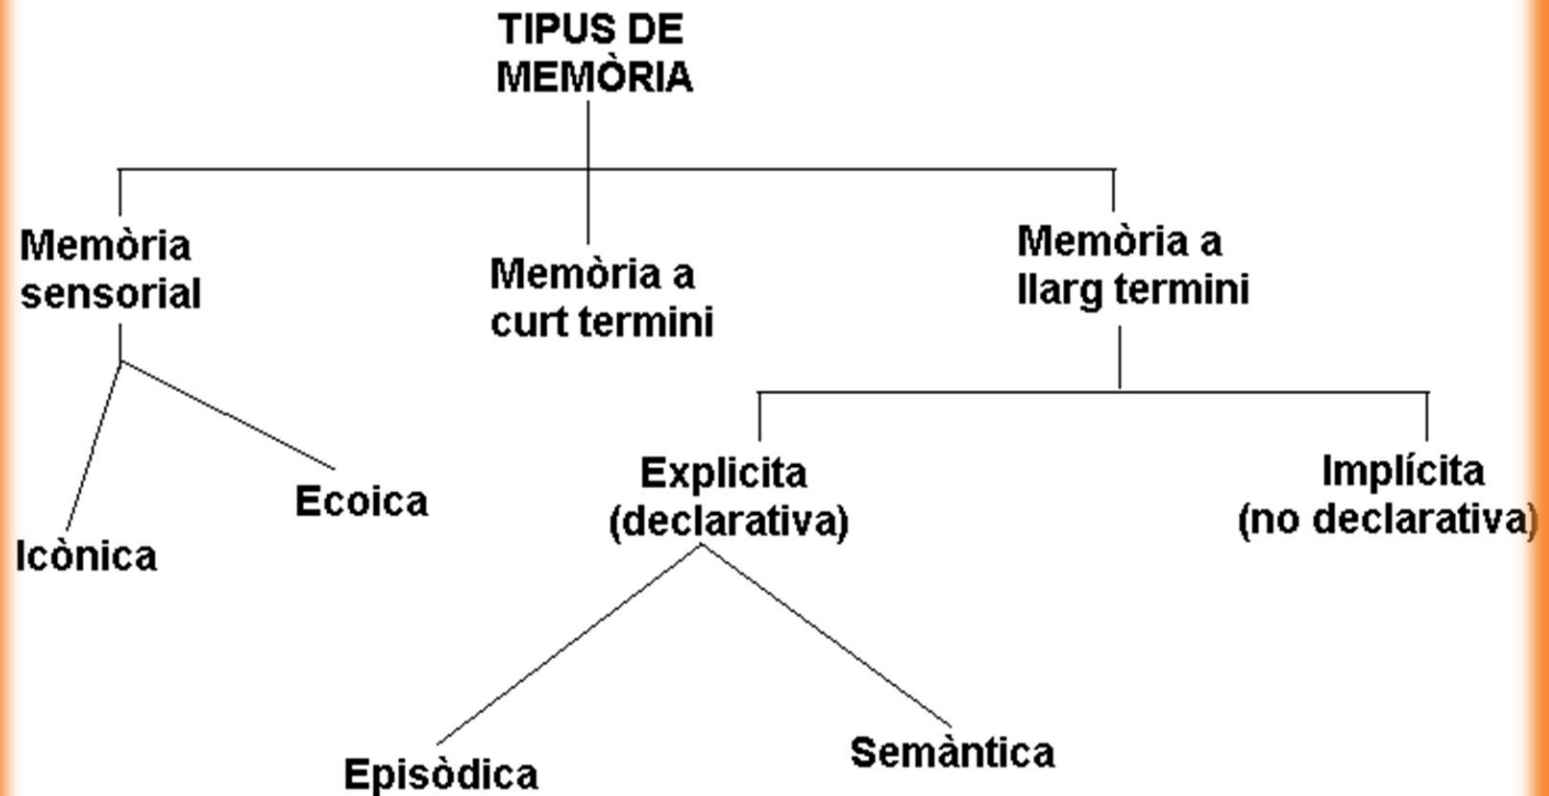 TIPUS DE
MEMÒRIA
Memòria
sensorial
Memòria a
curt termini
Memòria a
llarg termini
Icònica
Ecoica
Explicita
(declarativa)
Implícita
(no declarativa)
Episòdica
Semàntica